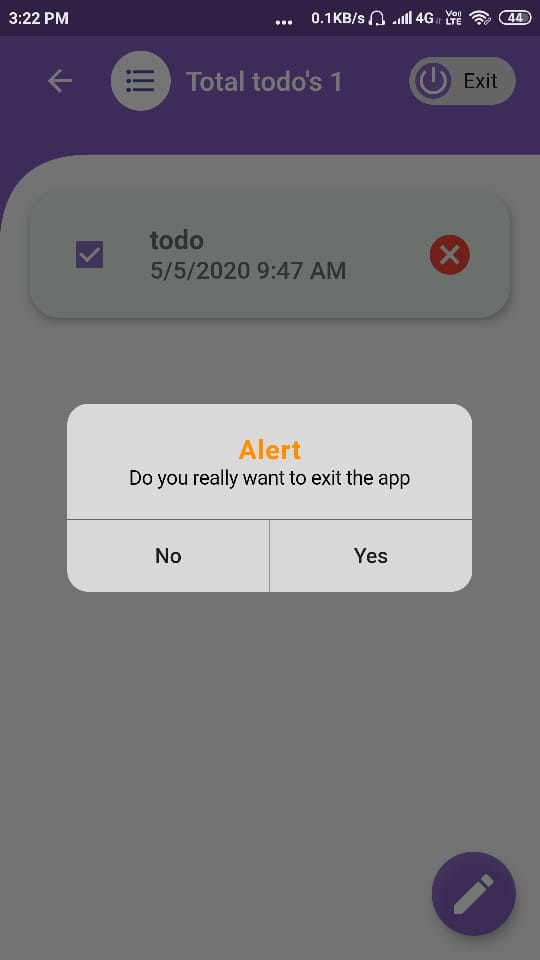 3:22 PM ... 0.1KB/s 4G Vo)) LTE 44
Total todo's 1 Exit
todo
5/5/2020 9:47 AM
Alert
Do you really want to exit the app
No Yes